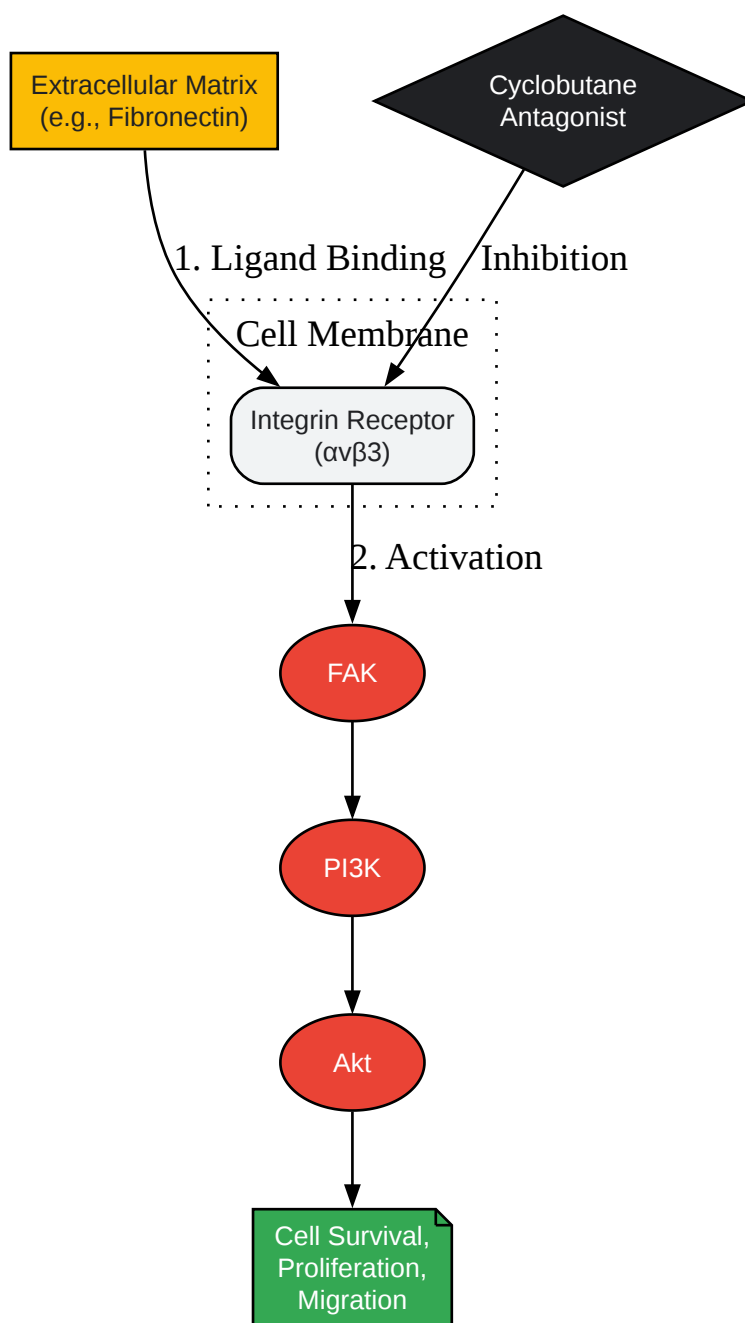 Extracellular Matrix
(e.g., Fibronectin)
Cyclobutane
Antagonist
1. Ligand Binding
Inhibition
Cell Membrane
Integrin Receptor
(αvβ3)
2. Activation
FAK
PI3K
Akt
Cell Survival,
Proliferation,
Migration